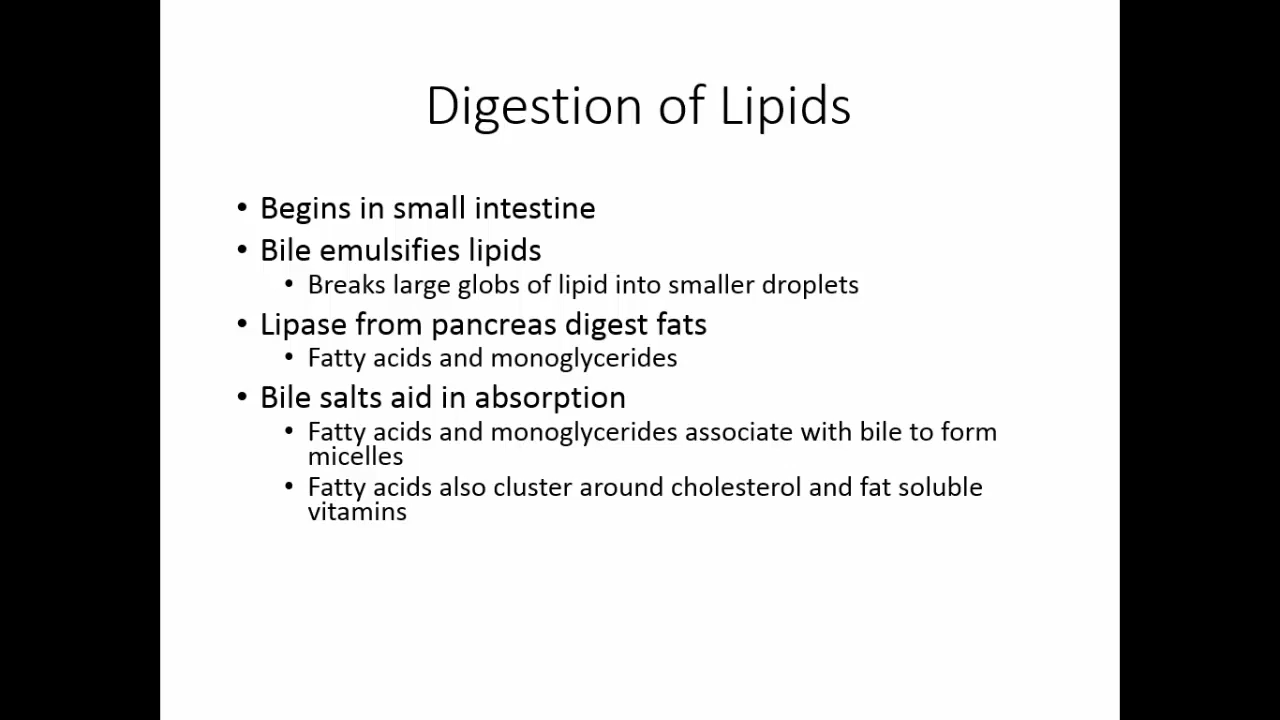 Digestion of Lipids
• Begins in small intestine
• Bile emulsifies lipids
• Breaks large globs of lipid into smaller droplets
• Lipase from pancreas digest fats
• Fatty acids and monoglycerides
• Bile salts aid in absorption
• Fatty acids and monoglycerides associate with bile to form
micelles
• Fatty acids also cluster around cholesterol and fat soluble
vitamins